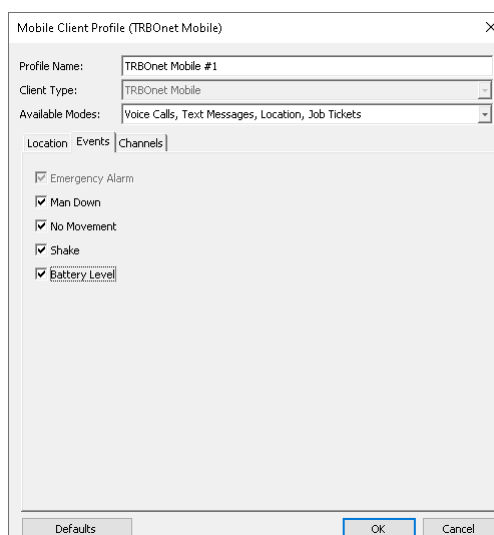 Mobile Client Profile (TRBOnet Mobile)
Profile Name: TRBOnet Mobile #1
Client Type: TRBOnet Mobile
Available Modes: Voice Calls, Text Messages, Location, Job Tickets
Location Events Channels
Emergency Alarm
Man Down
No Movement
Shake
Battery Level
Defaults OK Cancel